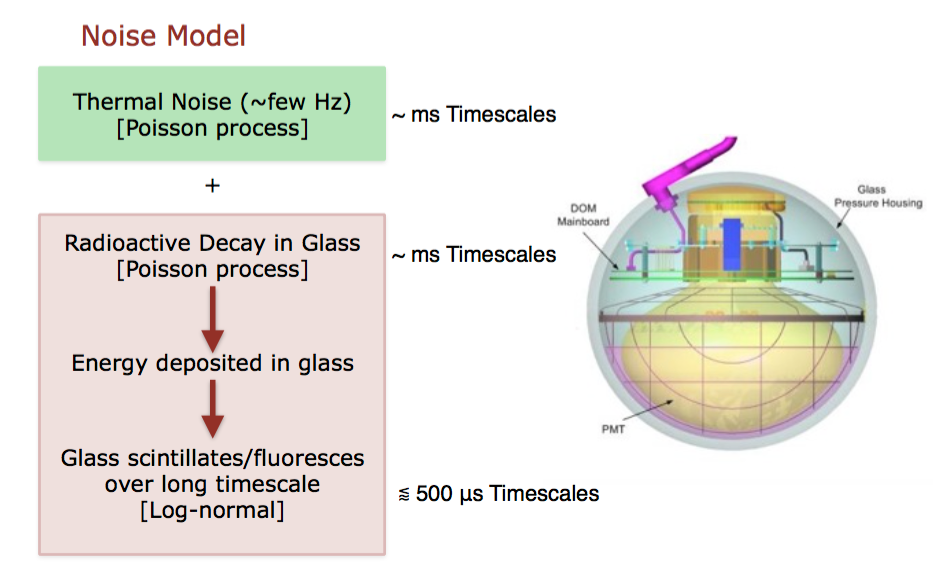 Noise Model
Thermal Noise (~few Hz)
[Poisson process]
~ ms Timescales
+
Radioactive Decay in Glass
[Poisson process]
~ ms Timescales
Energy deposited in glass
Glass scintillates/fluoresces
over long timescale
[Log-normal]
⪅ 500 μs Timescales
DOM
Mainboard
Glass
Pressure Housing
PMT